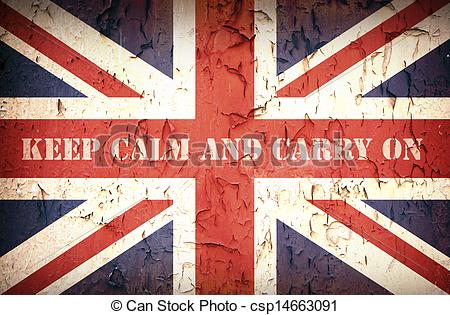 KEEP CALM AND CARRY ON
© Can Stock Photo - csp14663091